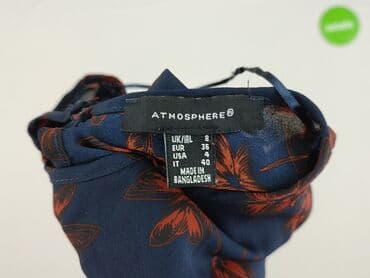 ATMOSPHERE®
UK/IRL 8
EUR 36
USA 4
IT 40
MADE IN
BANGLADESH